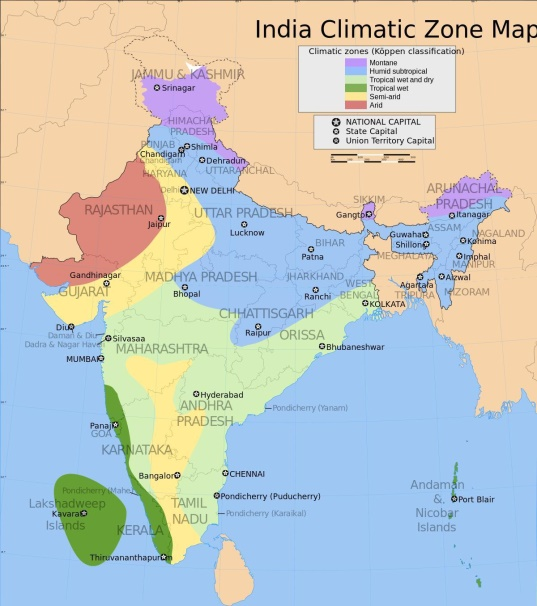 India Climatic Zone Map
Climatic zones (Köppen classification)
Montane
Humid subtropical
Tropical wet and dry
Tropical wet
Semi-arid
Arid
NATIONAL CAPITAL
State Capital
Union Territory Capital
JAMMU & KASHMIR
Srinagar
HIMACHAL
PRADESH
PUNJAB
Shimla
Chandigarh
Chandigarh
Dehradun
UTTARANCHAL
HARYANA
Delhi
NEW DELHI
ARUNACHAL
PRADESH
SIKKIM
RAJASTHAN
UTTAR PRADESH
Gangtok
Itanagar
Jaipur
Lucknow
ASSAM
NAGALAND
Guwahati
Kohima
BIHAR
Shillong
Patna
MEGHALAYA
Imphal
MANIPUR
Gandhinagar
MADHYA PRADESH
JHARKHAND
Aizwal
GUJARAT
Bhopal
Ranchi
WEST
BENGAL
Agartala
TRIPURA
MIZORAM
KOLKATA
CHHATTISGARH
Diu
Raipur
Daman & Diu
ORISSA
Silvasaa
Dadra & Nagar Haveli
MAHARASHTRA
Bhubaneshwar
MUMBAI
Hyderabad
ANDHRA
PRADESH
Pondicherry (Yanam)
Panaji
GOA
KARNATAKA
Bangalore
CHENNAI
Pondicherry (Mahe)
Pondicherry (Puducherry)
Andaman
&
Nicobar
Islands
Port Blair
Lakshadweep
Kavarati
Islands
TAMIL
NADU
Pondicherry (Karaikal)
KERALA
Thiruvananthapuram